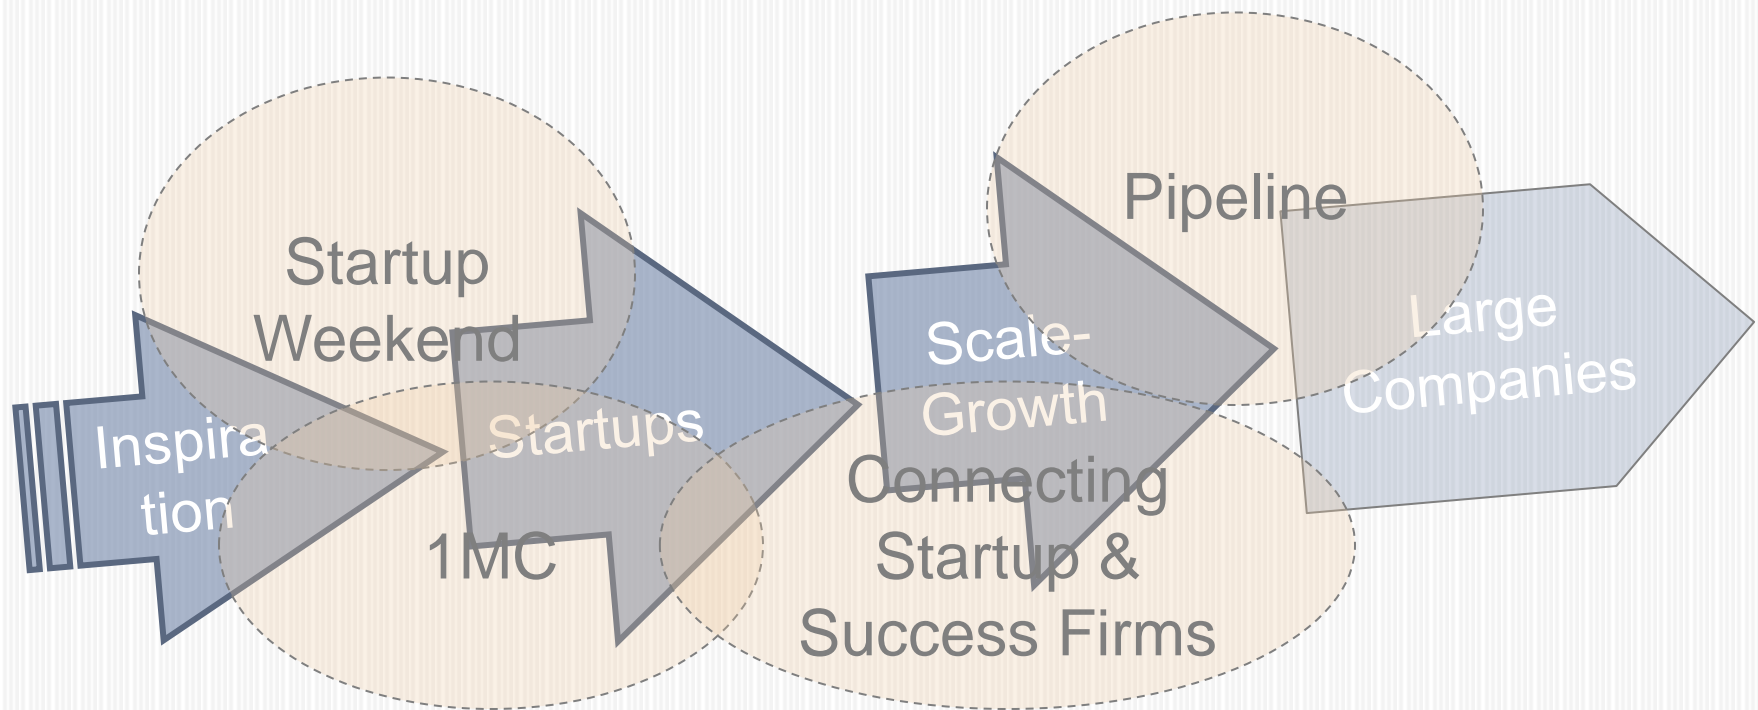 Startup
Weekend
Pipeline
Inspira
tion
Startups
Scale-
Growth
Large
Companies
1MC
Connecting
Startup &
Success Firms